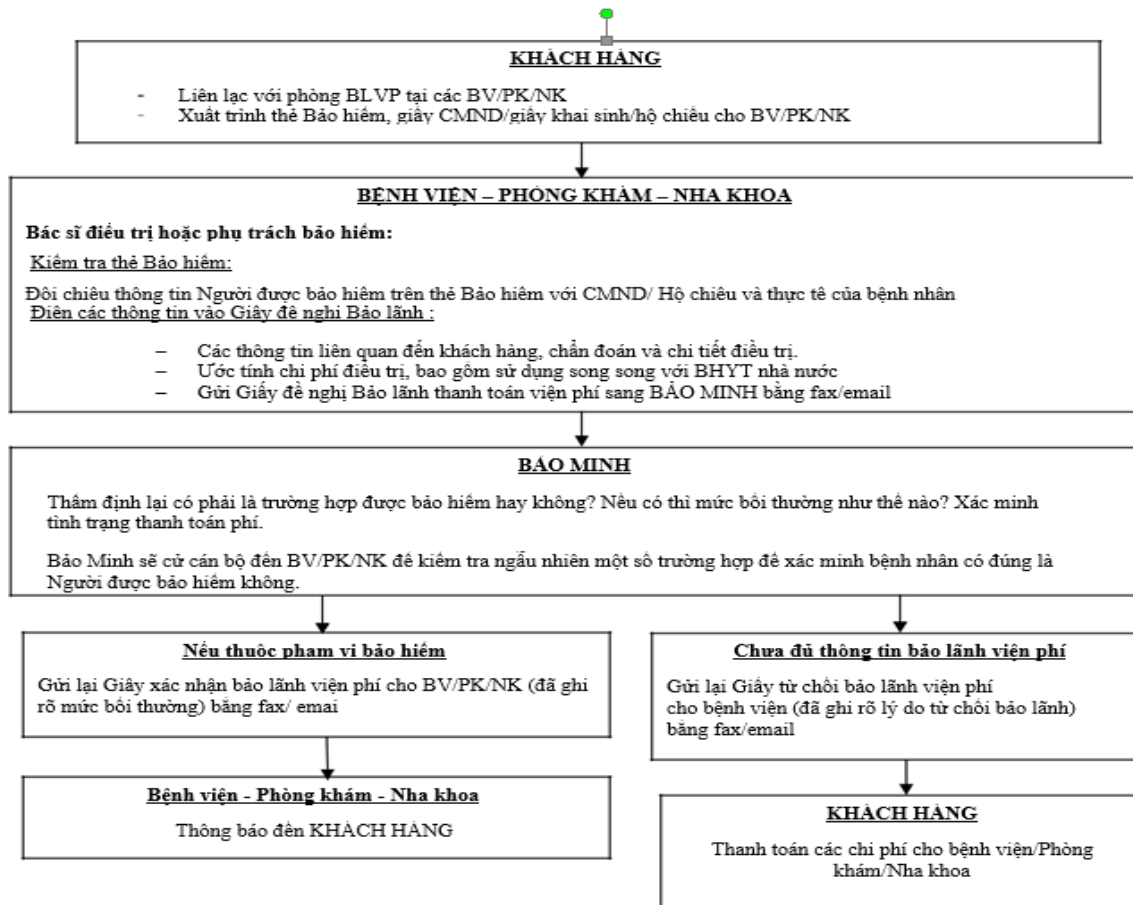 KHÁCH HÀNG
- Liên lạc với phòng BLVP tại các BV/PK/NK
- Xuất trình thẻ Bảo hiểm, giấy CMND/giấy khai sinh/hộ chiếu cho BV/PK/NK
BỆNH VIỆN – PHÒNG KHÁM – NHA KHOA
Bác sĩ điều trị hoặc phụ trách bảo hiểm:
Kiểm tra thẻ Bảo hiểm:
Đối chiếu thông tin Người được bảo hiểm trên thẻ Bảo hiểm với CMND/ Hộ chiếu và thực tế của bệnh nhân
Điền các thông tin vào Giấy đề nghị Bảo lãnh :
– Các thông tin liên quan đến khách hàng, chẩn đoán và chi tiết điều trị.
– Ước tính chi phí điều trị, bao gồm sử dụng song song với BHYT nhà nước
– Gửi Giấy đề nghị Bảo lãnh thanh toán viện phí sang BẢO MINH bằng fax/email
BẢO MINH
Thẩm định lại có phải là trường hợp được bảo hiểm hay không? Nếu có thì mức bồi thường như thế nào? Xác minh
tình trạng thanh toán phí.
Bảo Minh sẽ cử cán bộ đến BV/PK/NK để kiểm tra ngẫu nhiên một số trường hợp để xác minh bệnh nhân có đúng là
Người được bảo hiểm không.
Nếu thuộc phạm vi bảo hiểm
Gửi lại Giấy xác nhận bảo lãnh viện phí cho BV/PK/NK (đã ghi
rõ mức bồi thường) bằng fax/ emai
Bệnh viện - Phòng khám - Nha khoa
Thông báo đến KHÁCH HÀNG
Chưa đủ thông tin bảo lãnh viện phí
Gửi lại Giấy từ chối bảo lãnh viện phí
cho bệnh viện (đã ghi rõ lý do từ chối bảo lãnh)
bằng fax/email
KHÁCH HÀNG
Thanh toán các chi phí cho bệnh viện/Phòng
khám/Nha khoa